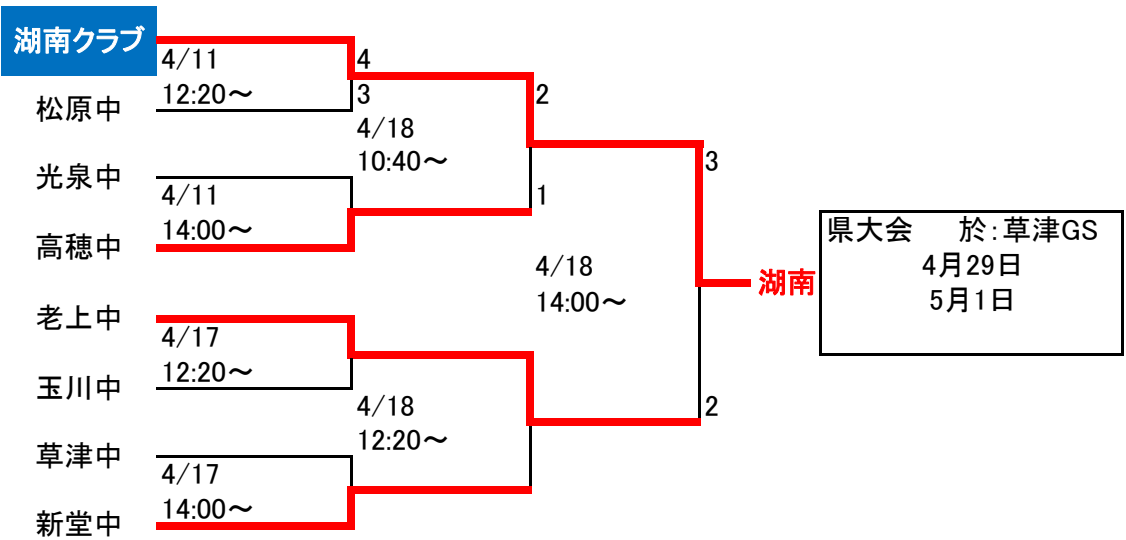 湖南クラブ
4/11
12:20～
4
3
松原中
4/18
10:40～
2
光泉中
4/11
14:00～
1
高穂中
3
4/18
14:00～
湖南
県大会　於:草津GS
4月29日
5月1日
老上中
4/17
12:20～
玉川中
4/18
12:20～
2
草津中
4/17
14:00～
新堂中